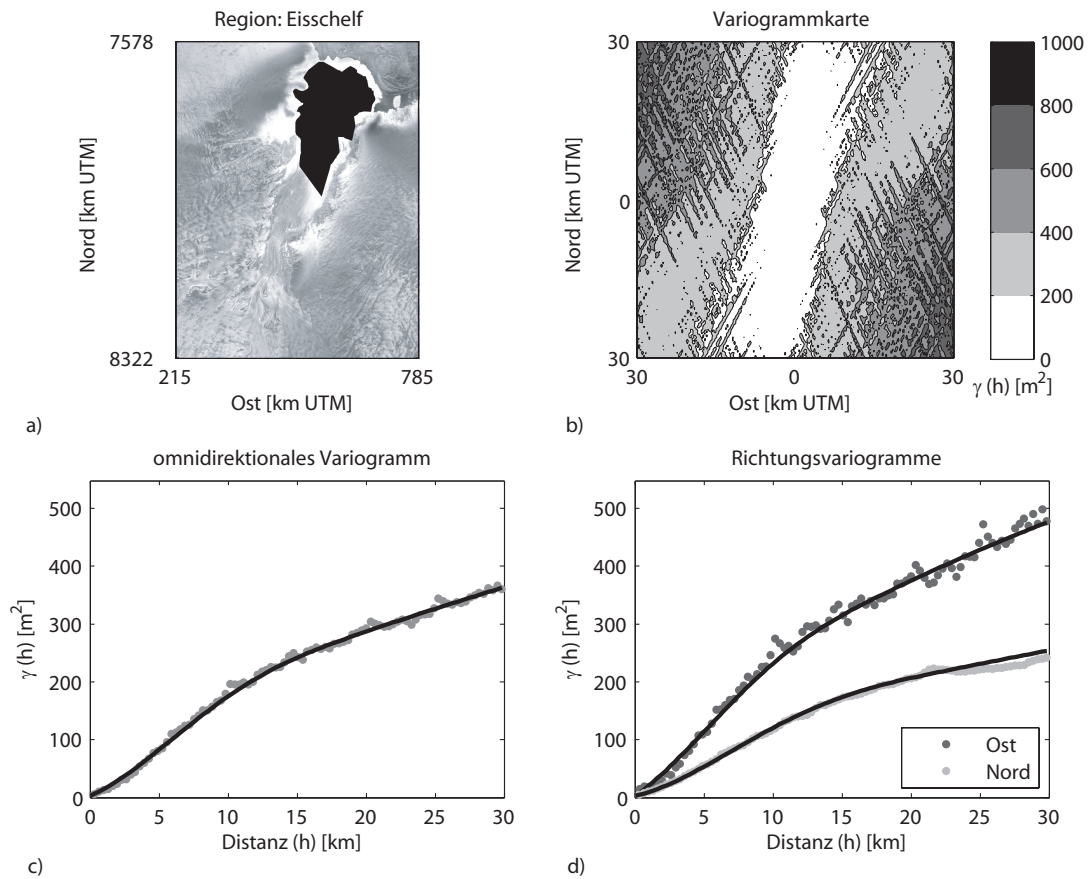 Region: Eisschelf
7578
Nord [km UTM]
8322
215
785
Ost [km UTM]
a)
Variogrammkarte
30
Nord [km UTM]
0
30
30
0
30
Ost [km UTM]
1000
800
600
400
200
0
γ (h) [m²]
b)
omnidirektionales Variogramm
500
400
300
200
100
0
γ (h) [m²]
0
5
10
15
20
25
30
Distanz (h) [km]
c)
Richtungsvariogramme
500
400
300
200
100
0
γ (h) [m²]
Ost
Nord
0
5
10
15
20
25
30
Distanz (h) [km]
d)